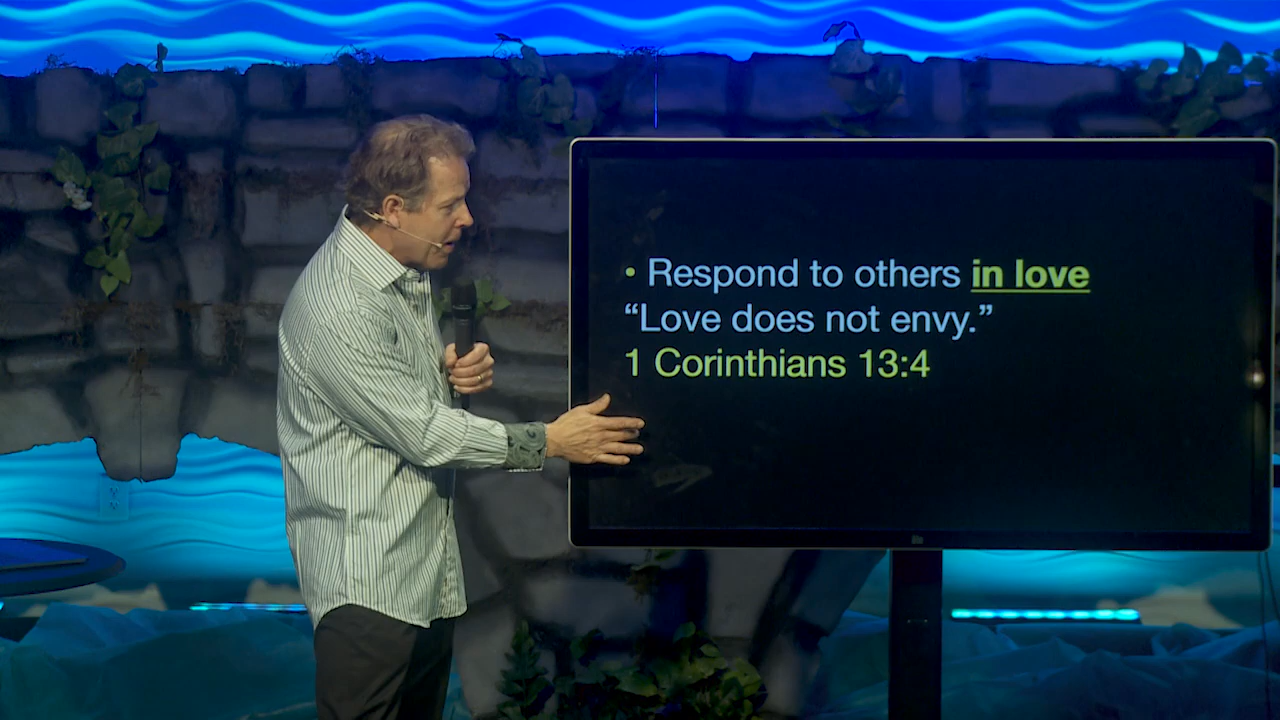 • Respond to others in love
“Love does not envy.”
1 Corinthians 13:4